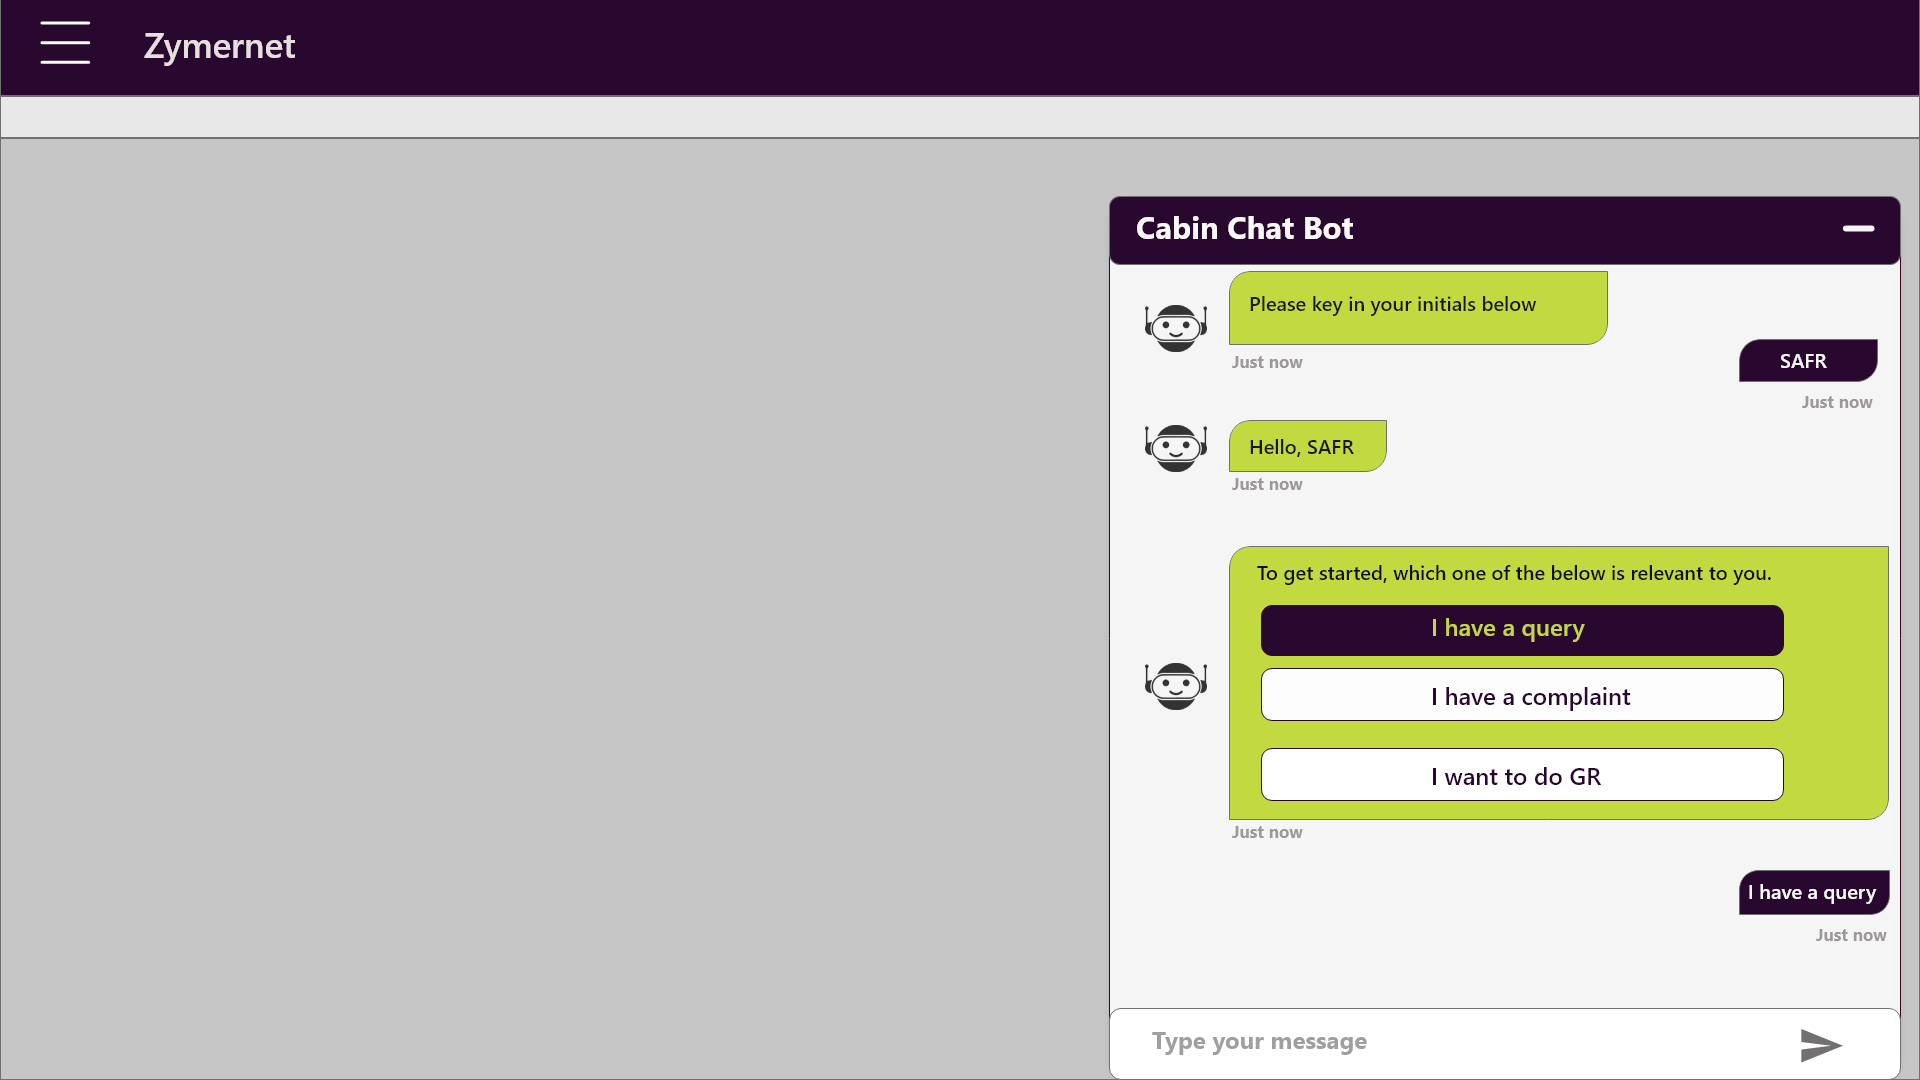 Zymernet
Cabin Chat Bot
Please key in your initials below
Just now
SAFR
Just now
Hello, SAFR
Just now
To get started, which one of the below is relevant to you.
I have a query
I have a complaint
I want to do GR
Just now
I have a query
Just now
Type your message